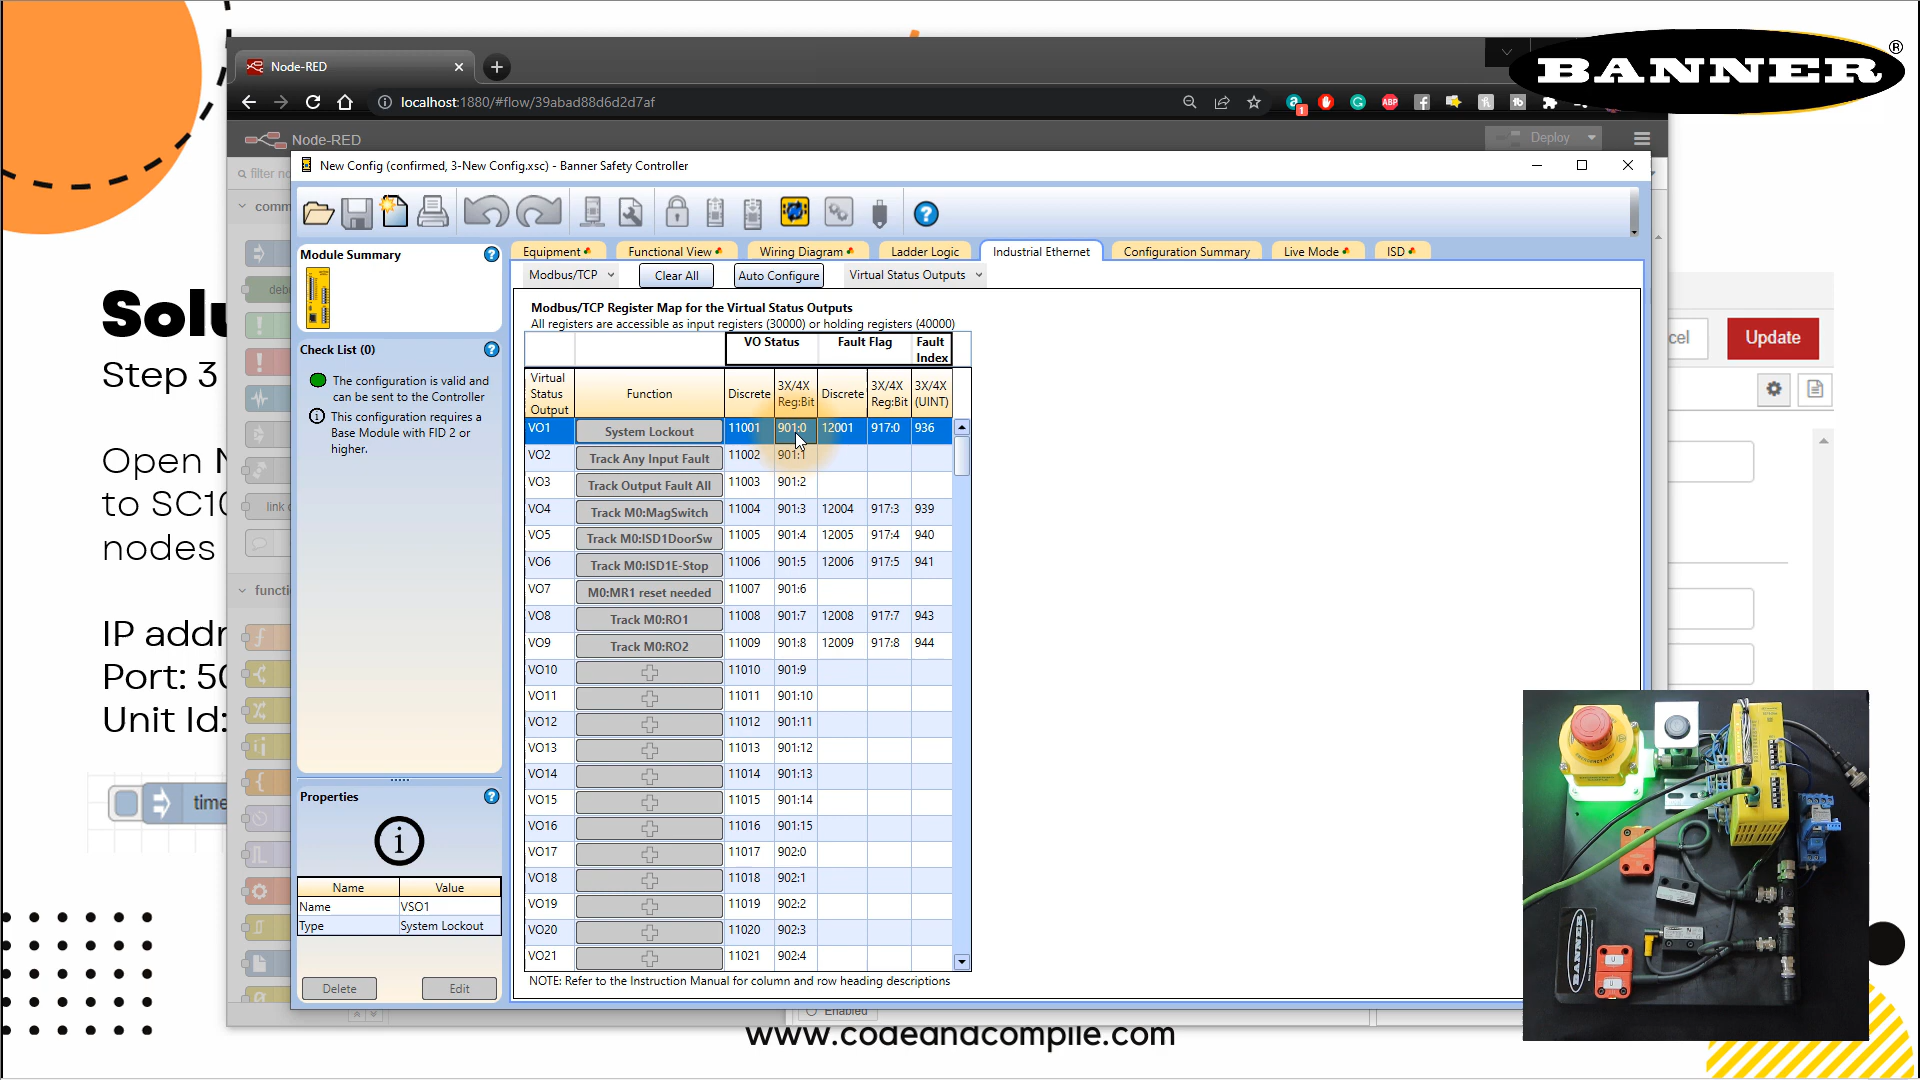 BANNER®
Node-RED
localhost:1880/#flow/39abad88d6d2d7af
Node-RED
Deploy
filter no
New Config (confirmed, 3-New Config.xsc) - Banner Safety Controller
comm
Module Summary
Equipment
Functional View
Wiring Diagram
Ladder Logic
Industrial Ethernet
Configuration Summary
Live Mode
ISD
Modbus/TCP
Clear All
Auto Configure
Virtual Status Outputs
Modbus/TCP Register Map for the Virtual Status Outputs
All registers are accessible as input registers (30000) or holding registers (40000)
VO Status Fault Flag Fault Index
Virtual Status Output Function Discrete 3X/4X Reg:Bit Discrete 3X/4X Reg:Bit 3X/4X (UINT)
VO1 System Lockout 11001 901:0 12001 917:0 936
VO2 Track Any Input Fault 11002 901:1
VO3 Track Output Fault All 11003 901:2
VO4 Track M0:MagSwitch 11004 901:3 12004 917:3 939
VO5 Track M0:ISD1DoorSw 11005 901:4 12005 917:4 940
VO6 Track M0:ISD1E-Stop 11006 901:5 12006 917:5 941
VO7 M0:MR1 reset needed 11007 901:6
VO8 Track M0:RO1 11008 901:7 12008 917:7 943
VO9 Track M0:RO2 11009 901:8 12009 917:8 944
VO10 11010 901:9
VO11 11011 901:10
VO12 11012 901:11
VO13 11013 901:12
VO14 11014 901:13
VO15 11015 901:14
VO16 11016 901:15
VO17 11017 902:0
VO18 11018 902:1
VO19 11019 902:2
VO20 11020 902:3
VO21 11021 902:4
NOTE: Refer to the Instruction Manual for column and row heading descriptions
Check List (0)
The configuration is valid and
can be sent to the Controller
This configuration requires a
Base Module with FID 2 or
higher.
Properties
Name Value
Name VSO1
Type System Lockout
Delete
Edit
Solu
Step 3
Open N
to SC10
nodes
IP addr
Port: 50
Unit Id:
time
deb
link c
functi
cel
Update
Enabled
www.codeandcompile.com
BANNER